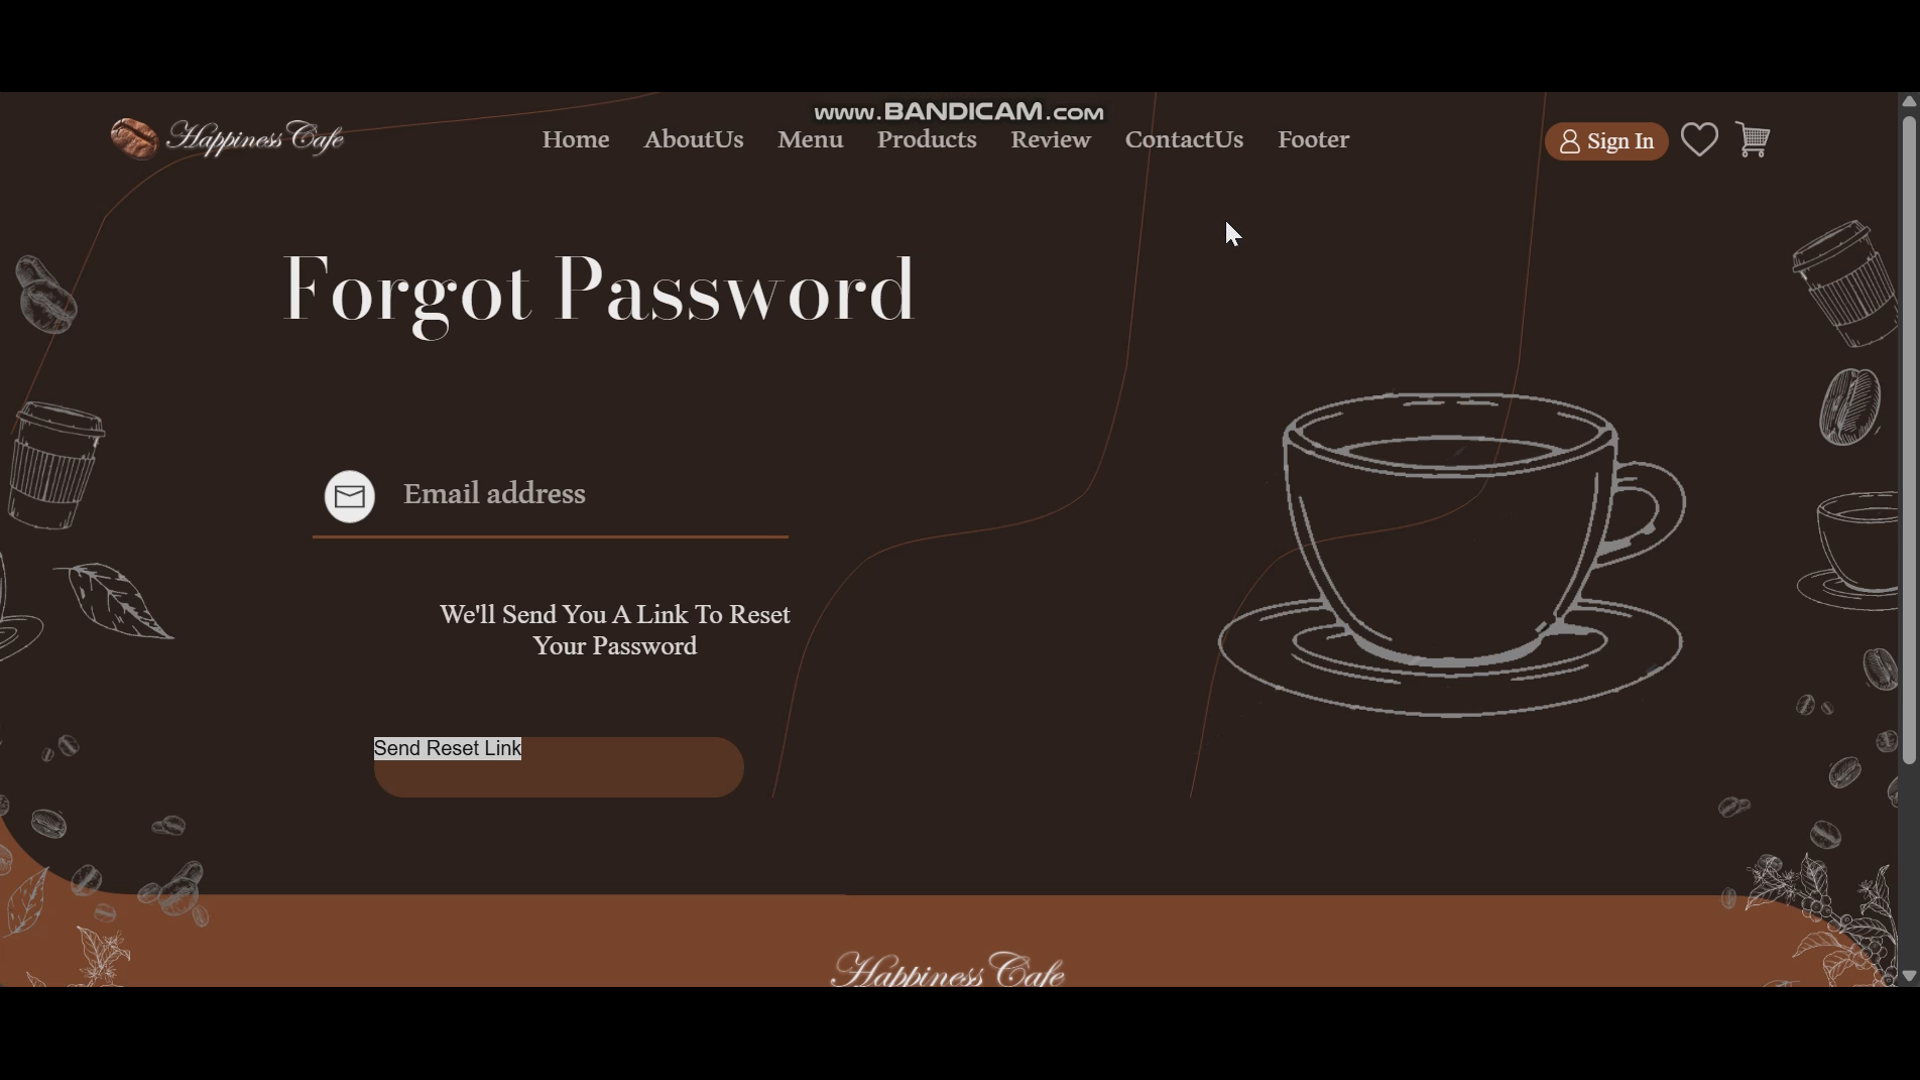 www.BANDICAM.com
Happiness Cafe
Home AboutUs Menu Products Review ContactUs Footer
Sign In
Forgot Password
Email address
We'll Send You A Link To Reset
Your Password
Send Reset Link
Happiness Cafe